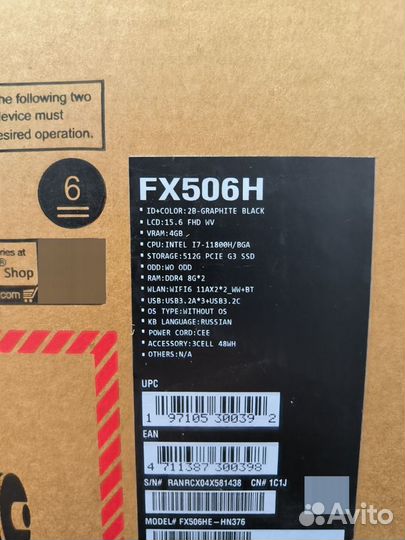 he following two
device must
esired operation.
6
ies at
®
Shop
com
FX506H
• ID+COLOR:2B-GRAPHITE BLACK
• LCD:15.6 FHD WV
• VRAM:4GB
• CPU:INTEL I7-11800H/BGA
• STORAGE:512G PCIE G3 SSD
• ODD:WO ODD
• RAM:DDR4 8G*2
• WLAN:WIFI6 11AX2*2_WW+BT
• USB:USB3.2A*3+USB3.2C
• OS TYPE:WITHOUT OS
• KB LANGUAGE:RUSSIAN
• POWER CORD:CEE
• ACCESSORY:3CELL 48WH
• OTHERS:N/A
UPC
1 97105 30039 2
EAN
4 711387 300398
S/N# RANRCX04X581438 CN# 1C1J
MODEL# FX506HE-HN376
Avito